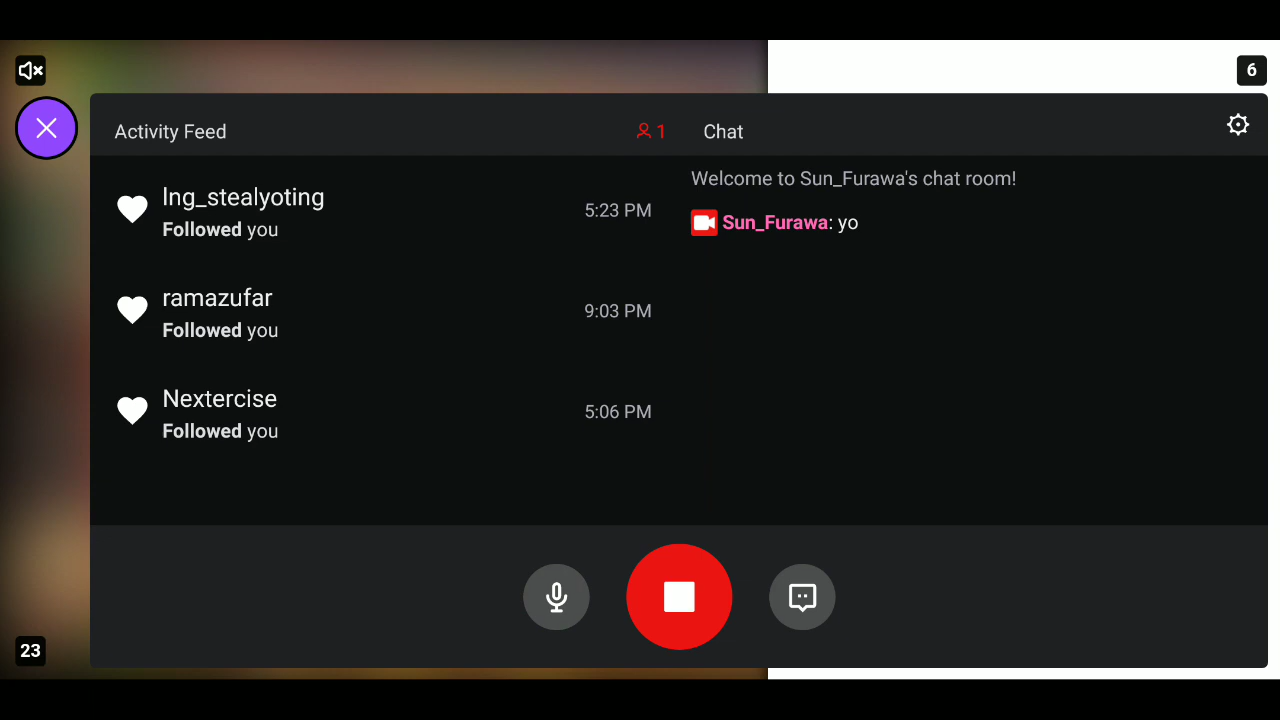 6
Activity Feed
1
Chat
Welcome to Sun_Furawa's chat room!
Sun_Furawa: yo
lng_stealyoting
Followed you
5:23 PM
ramazufar
Followed you
9:03 PM
Nextercise
Followed you
5:06 PM
23